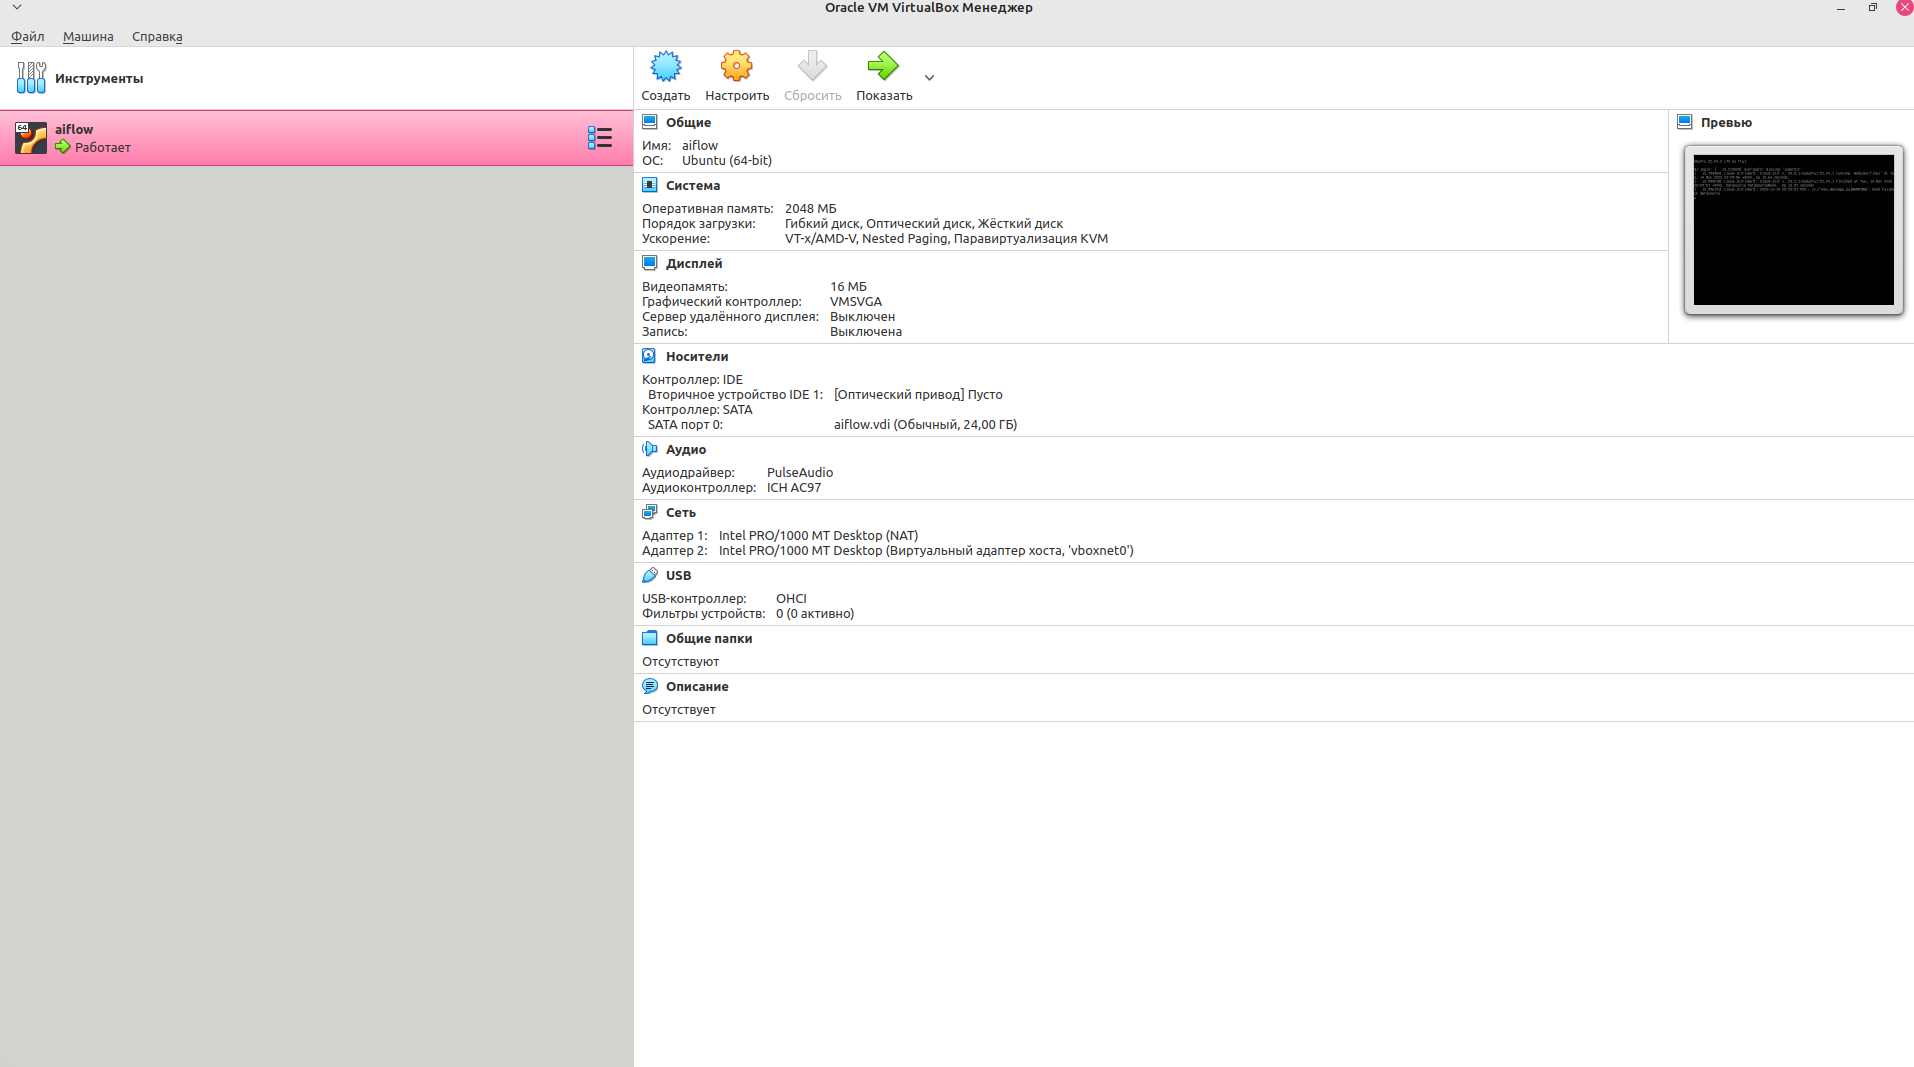 Oracle VM VirtualBox Менеджер
Файл Машина Справка
Инструменты
Создать Настроить Сбросить Показать
64
aiflow
Работает
Общие
Имя: aiflow
ОС: Ubuntu (64-bit)
Система
Оперативная память: 2048 МБ
Порядок загрузки: Гибкий диск, Оптический диск, Жёсткий диск
Ускорение: VT-x/AMD-V, Nested Paging, Паравиртуализация KVM
Дисплей
Видеопамять: 16 МБ
Графический контроллер: VMSVGA
Сервер удалённого дисплея: Выключен
Запись: Выключена
Превью
Носители
Контроллер: IDE
Вторичное устройство IDE 1: [Оптический привод] Пусто
Контроллер: SATA
SATA порт 0: aiflow.vdi (Обычный, 24,00 ГБ)
Аудио
Аудиодрайвер: PulseAudio
Аудиоконтроллер: ICH AC97
Сеть
Адаптер 1: Intel PRO/1000 MT Desktop (NAT)
Адаптер 2: Intel PRO/1000 MT Desktop (Виртуальный адаптер хоста, 'vboxnet0')
USB
USB-контроллер: OHCI
Фильтры устройств: 0 (0 активно)
Общие папки
Отсутствуют
Описание
Отсутствует